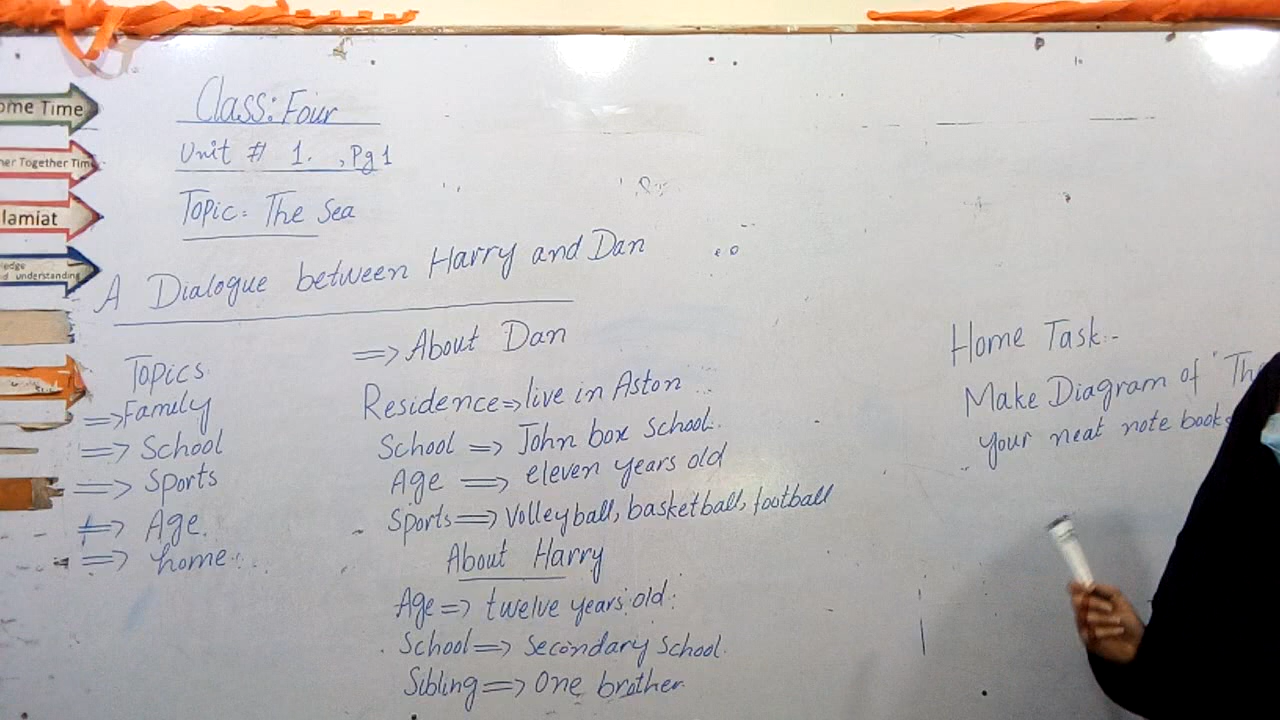 Class: Four
Unit # 1. , Pg 1
Topic: The Sea
A Dialogue between Harry and Dan
Topics
=> Family
=> School
=> Sports
=> Age.
=> home
=> About Dan
Residence => live in Aston
School => John box School.
Age => eleven years old
Sports => Volleyball, basketball, football
About Harry
Age => twelve years old
School => Secondary School.
Sibling => One brother.
Home Task:-
Make Diagram of "Th
your neat note book
ome Time
her Together Tim
lamiat
edge
d understanding